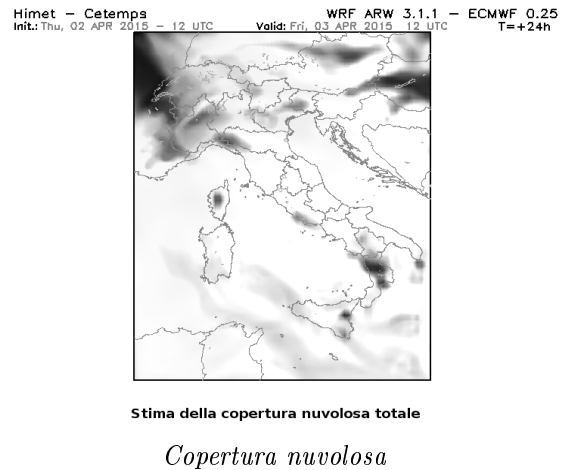 Himet – Cetemps WRF ARW 3.1.1 – ECMWF 0.25
Init.: Thu, 02 APR 2015 – 12 UTC Valid: Fri, 03 APR 2015 12 UTC T=+24h
Stima della copertura nuvolosa totale
Copertura nuvolosa